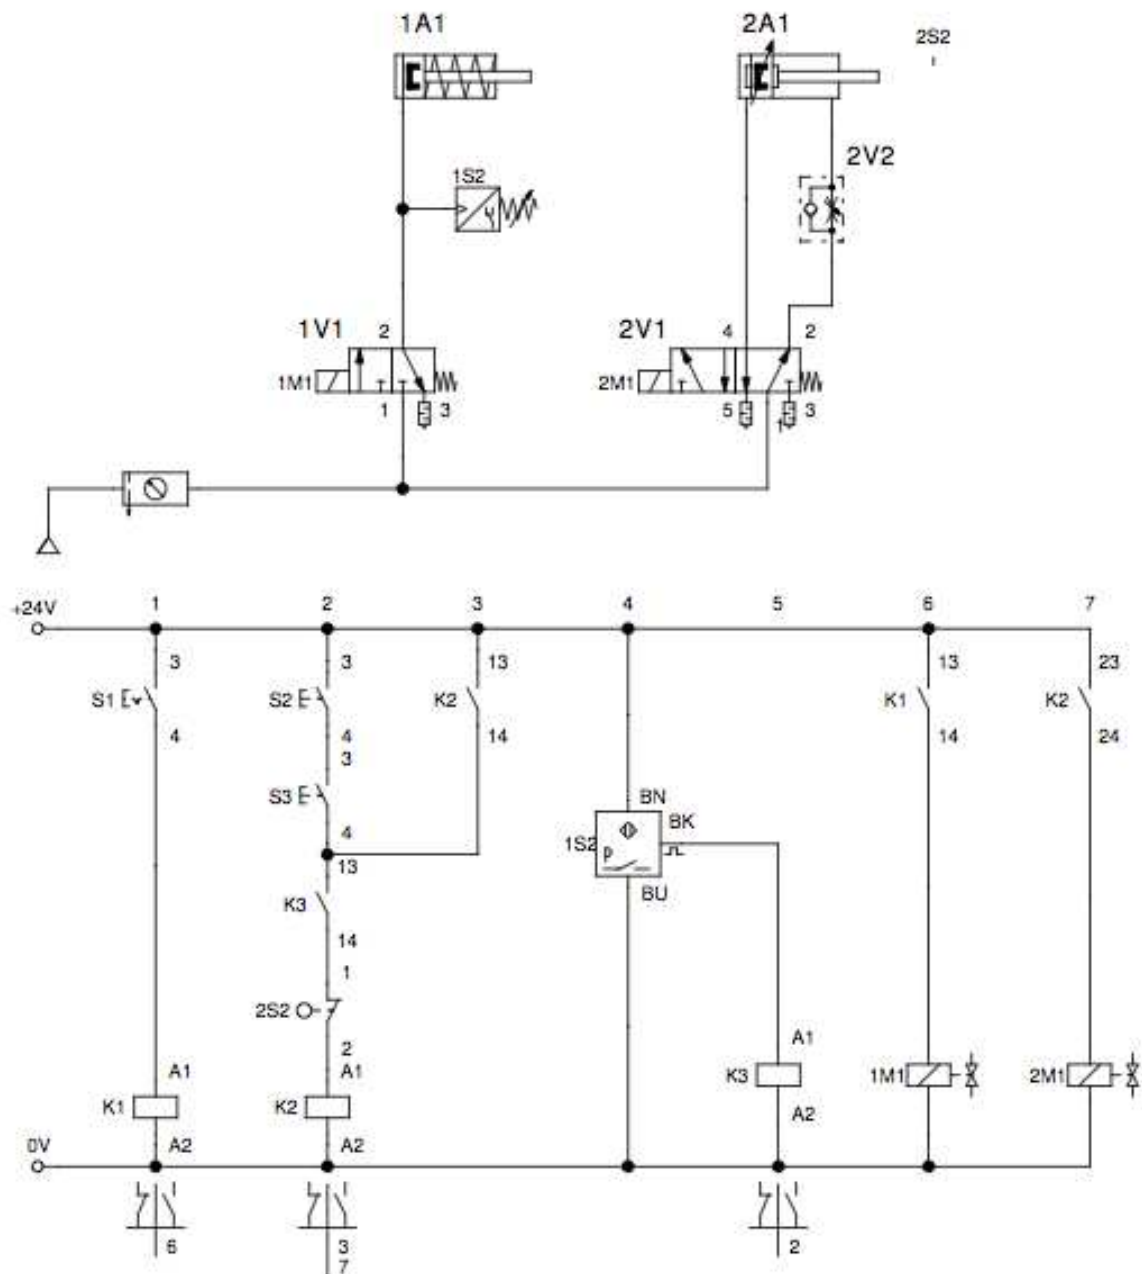 1A1 2A1 2S2
1S2 2V2
1V1 2 2V1 4 2
1M1 2M1
1 3 5 1 3
1 2 3 4 5 6 7
+24V
3 3 13 13 23
S1 S2 K2 K1 K2
4 4 14 14 24
3
S3
BN
4 BK
1S2 p
13
BU
K3
14
1
2S2
2 A1
A1 A1 K3 1M1 2M1
K1 K2
A2
0V A2 A2
6 3 2
7